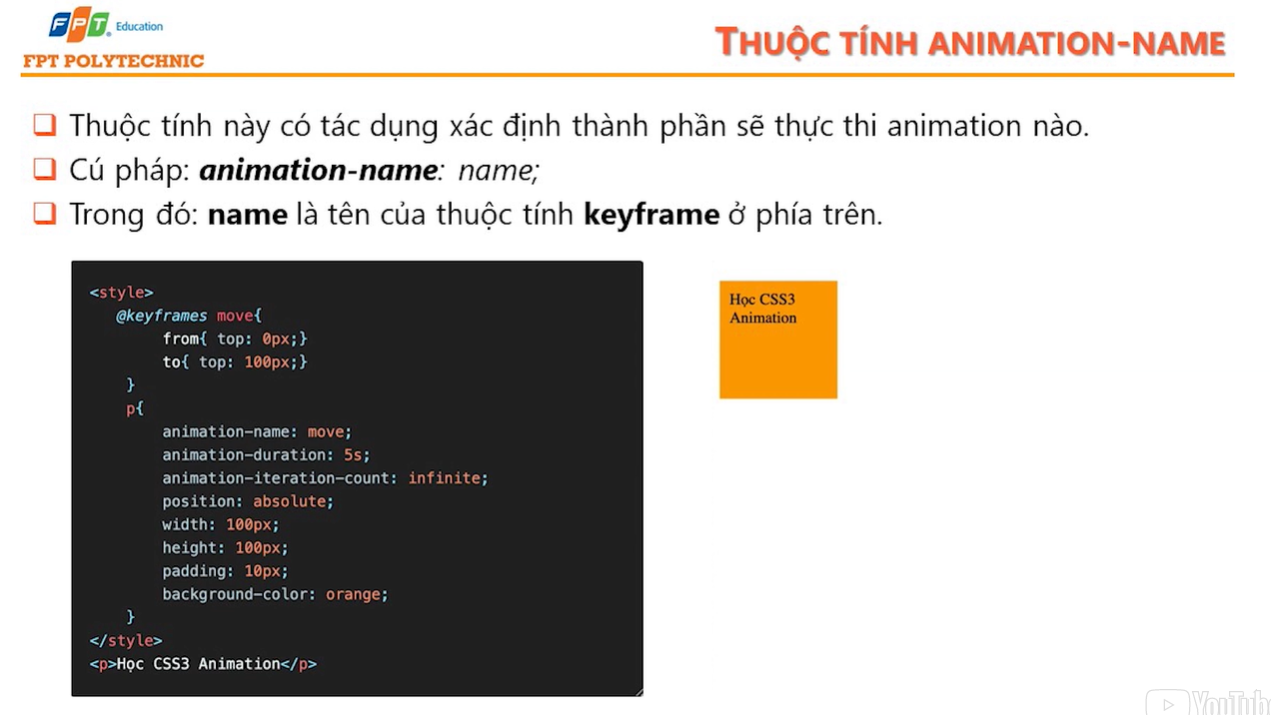 FPT Education
FPT POLYTECHNIC
THUỘC TÍNH ANIMATION-NAME
Thuộc tính này có tác dụng xác định thành phần sẽ thực thi animation nào.
Cú pháp: animation-name: name;
Trong đó: name là tên của thuộc tính keyframe ở phía trên.
<style>
@keyframes move{
from{ top: 0px;}
to{ top: 100px;}
}
p{
animation-name: move;
animation-duration: 5s;
animation-iteration-count: infinite;
position: absolute;
width: 100px;
height: 100px;
padding: 10px;
background-color: orange;
}
</style>
<p>Học CSS3 Animation</p>
Học CSS3
Animation
YouTube